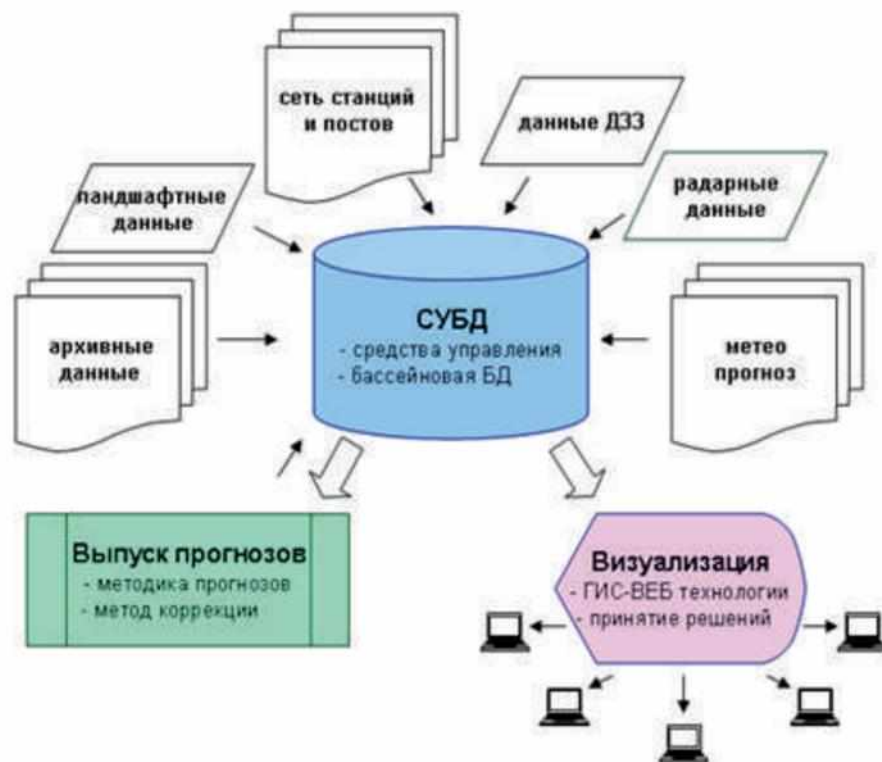 сеть станций
и постов
данные ДЗЗ
ландшафтные
данные
радарные
данные
архивные
данные
СУБД
- средства управления
- бассейновая БД
метео
прогноз
Выпуск прогнозов
- методика прогнозов
- метод коррекции
Визуализация
- ГИС-ВЕБ технологии
- принятие решений